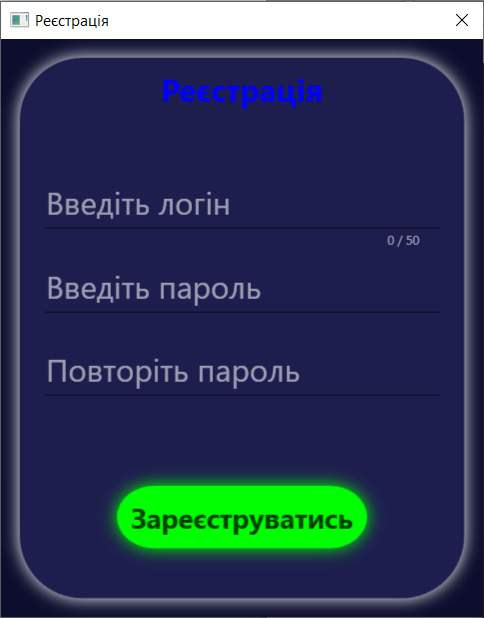 Реєстрація
Реєстрація
Введіть логін
0 / 50
Введіть пароль
Повторіть пароль
Зареєструватись